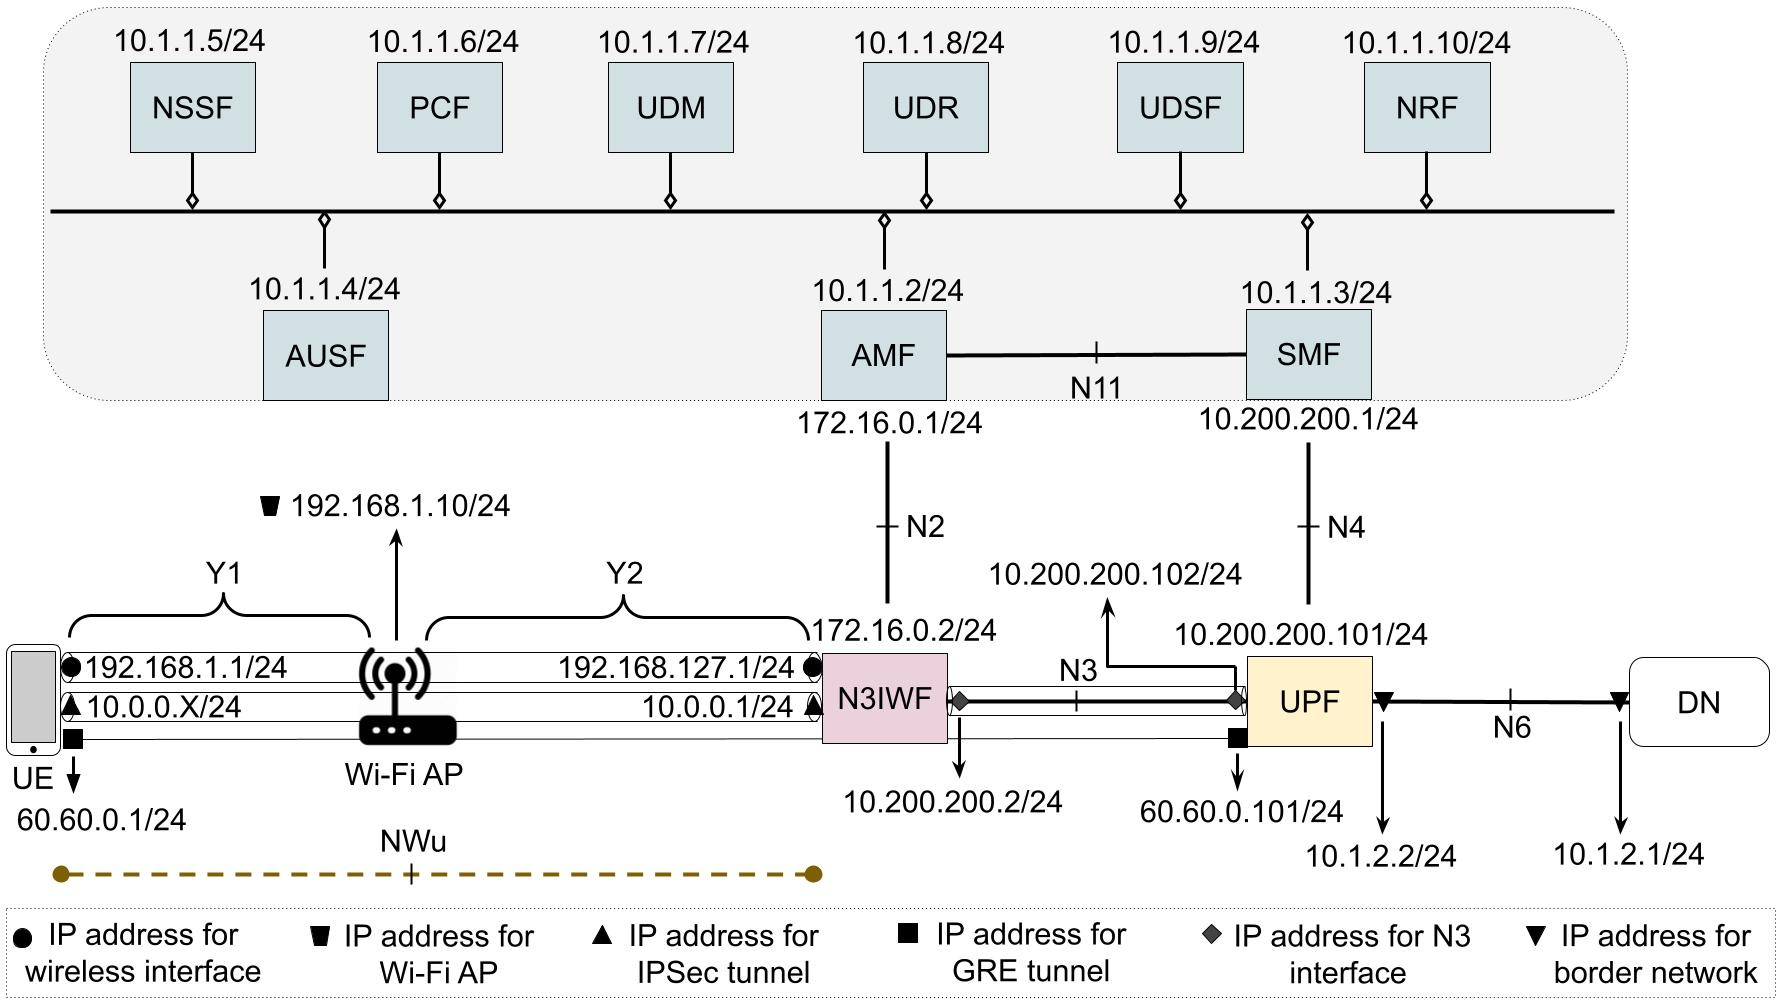 10.1.1.5/24
10.1.1.6/24
10.1.1.7/24
10.1.1.8/24
10.1.1.9/24
10.1.1.10/24
NSSF
PCF
UDM
UDR
UDSF
NRF
10.1.1.4/24
10.1.1.2/24
10.1.1.3/24
AUSF
AMF
SMF
N11
172.16.0.1/24
10.200.200.1/24
192.168.1.10/24
N2
N4
Y1
Y2
10.200.200.102/24
172.16.0.2/24
10.200.200.101/24
192.168.1.1/24
192.168.127.1/24
N3
10.0.0.X/24
10.0.0.1/24
N3IWF
UPF
DN
N6
UE
Wi-Fi AP
60.60.0.1/24
10.200.200.2/24
60.60.0.101/24
NWu
10.1.2.2/24
10.1.2.1/24
IP address for
wireless interface
IP address for
Wi-Fi AP
IP address for
IPSec tunnel
IP address for
GRE tunnel
IP address for N3
interface
IP address for
border network